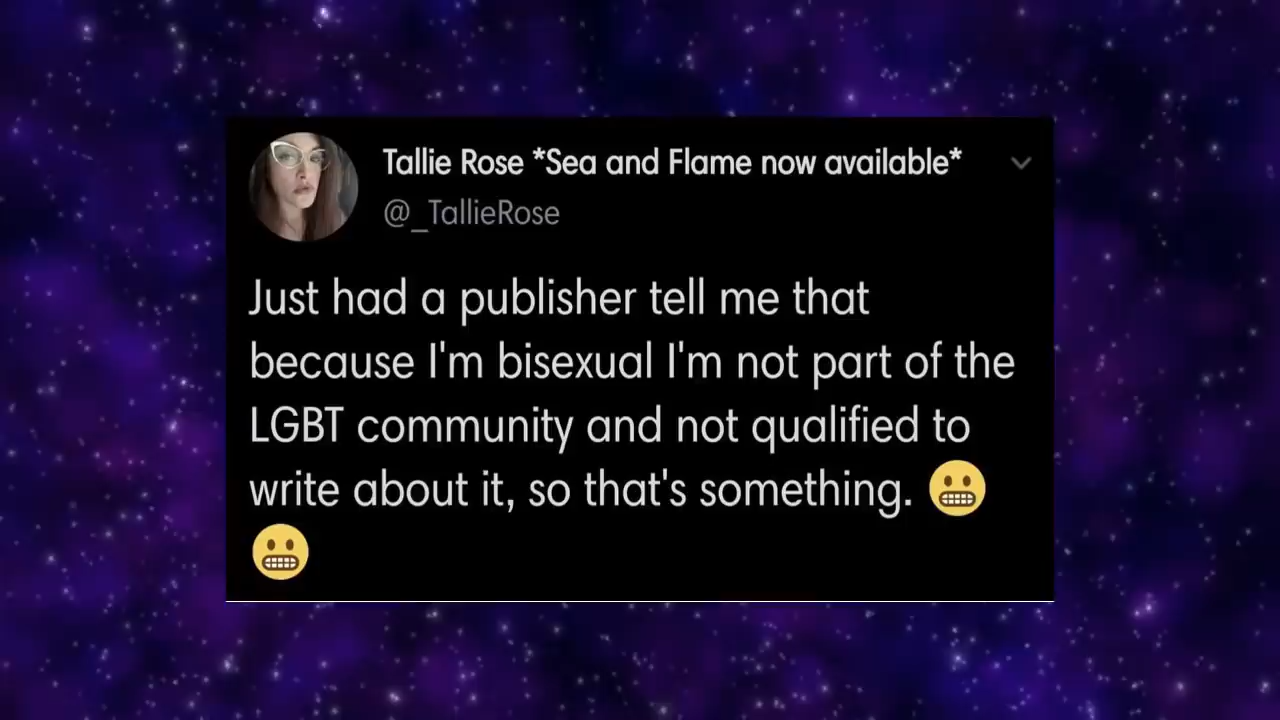 Tallie Rose *Sea and Flame now available*
@_TallieRose
Just had a publisher tell me that
because I'm bisexual I'm not part of the
LGBT community and not qualified to
write about it, so that's something. 😬
😬